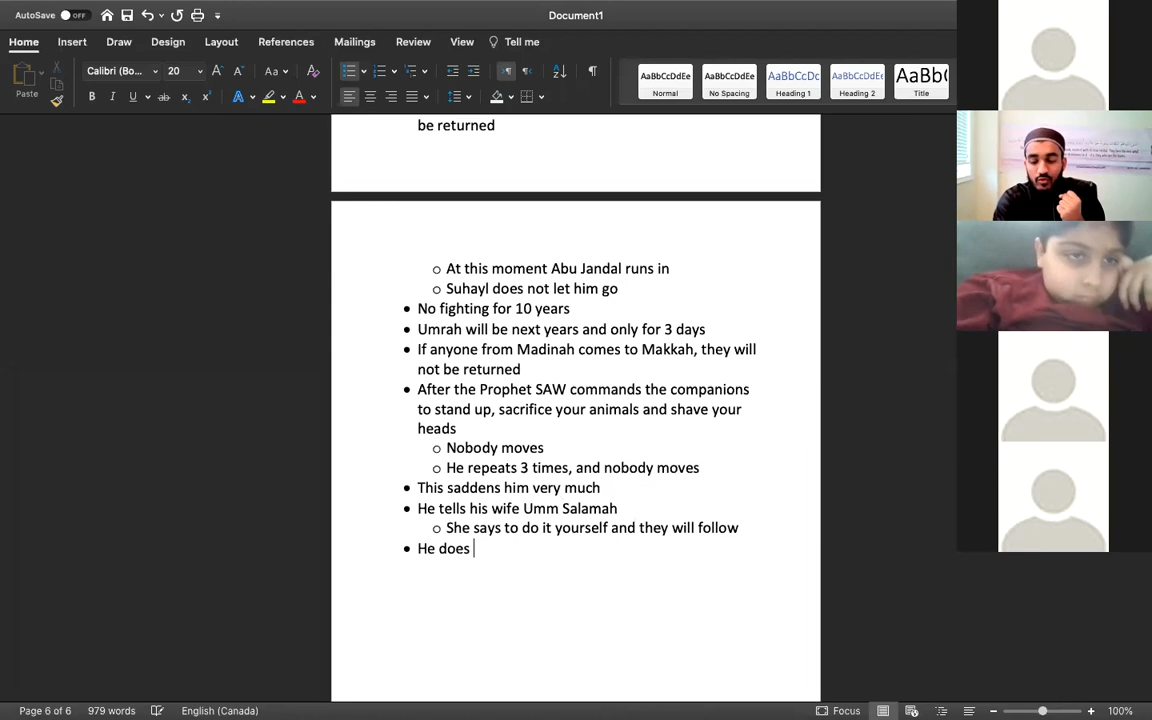 AutoSave OFF
Document1
Home Insert Draw Design Layout References Mailings Review View Tell me
Paste
Calibri (Bo... 20
AaBbCcDdEe
Normal
AaBbCcDdEe
No Spacing
AaBbCcDc
Heading 1
AaBbCcDdEe
Heading 2
AaBb(
Title
be returned
At this moment Abu Jandal runs in
Suhayl does not let him go
No fighting for 10 years
Umrah will be next years and only for 3 days
If anyone from Madinah comes to Makkah, they will
not be returned
After the Prophet SAW commands the companions
to stand up, sacrifice your animals and shave your
heads
Nobody moves
He repeats 3 times, and nobody moves
This saddens him very much
He tells his wife Umm Salamah
She says to do it yourself and they will follow
He does
Page 6 of 6 979 words English (Canada) Focus 100%